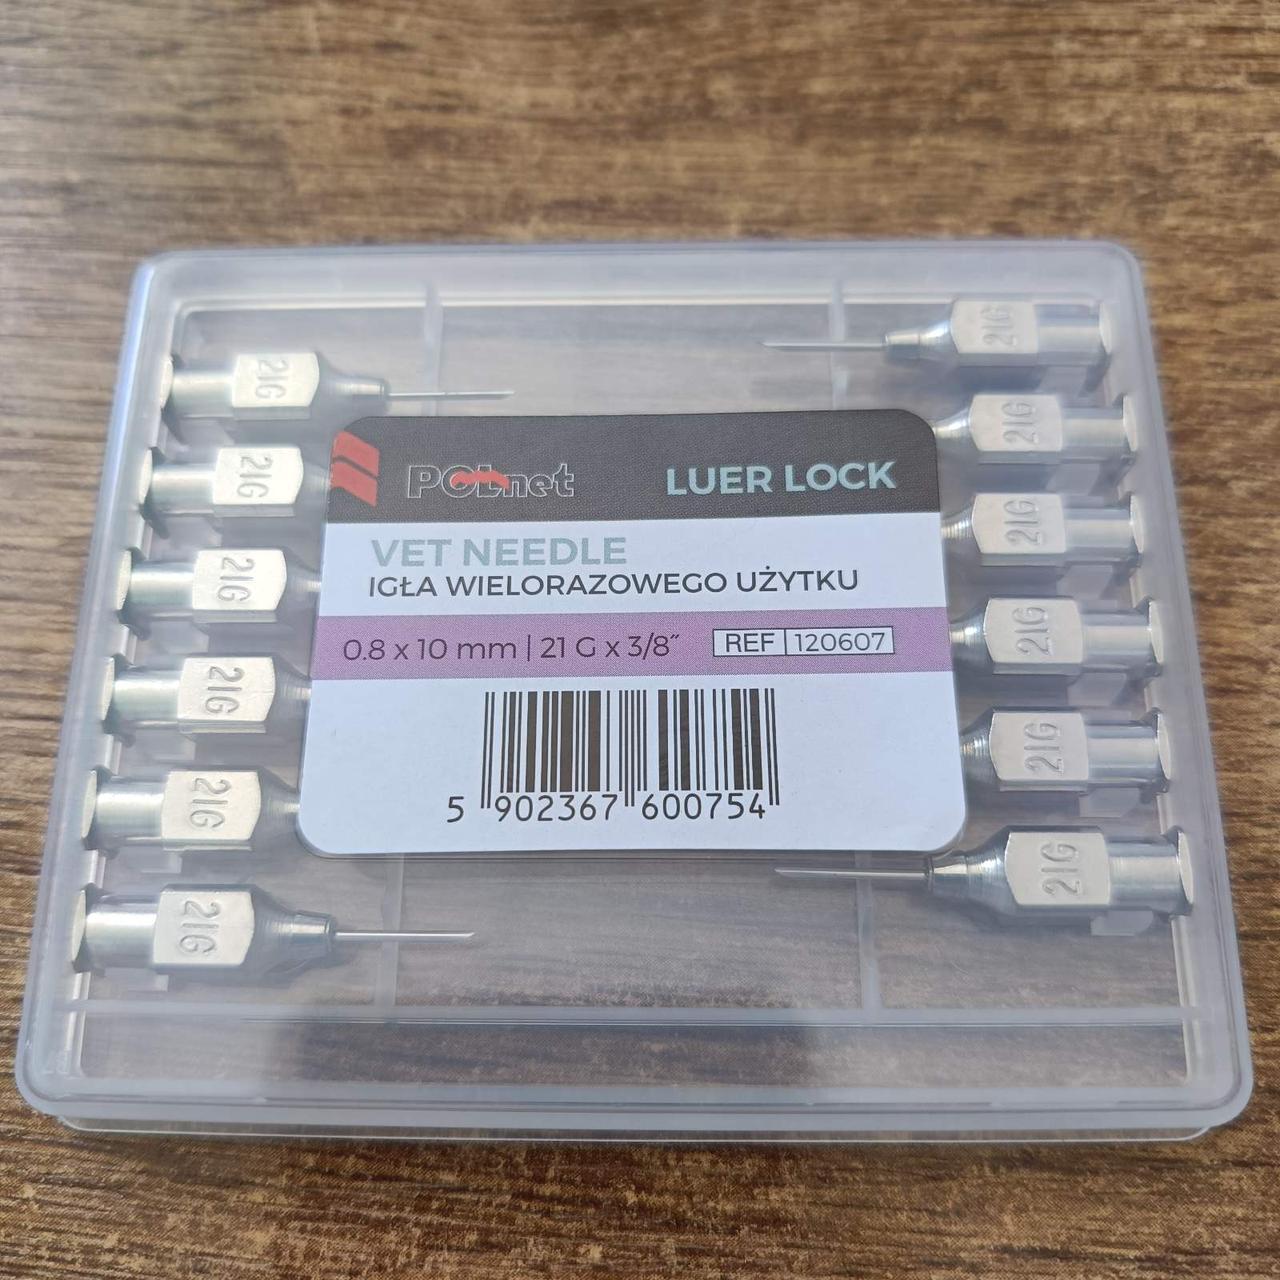 POLnet
LUER LOCK
VET NEEDLE
IGŁA WIELORAZOWEGO UŻYTKU
0.8 x 10 mm | 21 G x 3/8˝ REF 120607
5 902367 600754
21G
21G
21G
21G
21G
21G
21G
21G
21G
21G
21G
21G